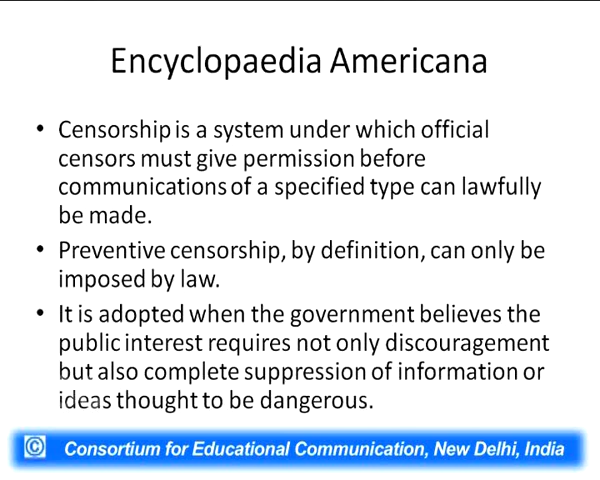 Encyclopaedia Americana
• Censorship is a system under which official
censors must give permission before
communications of a specified type can lawfully
be made.
• Preventive censorship, by definition, can only be
imposed by law.
• It is adopted when the government believes the
public interest requires not only discouragement
but also complete suppression of information or
ideas thought to be dangerous.
© Consortium for Educational Communication, New Delhi, India